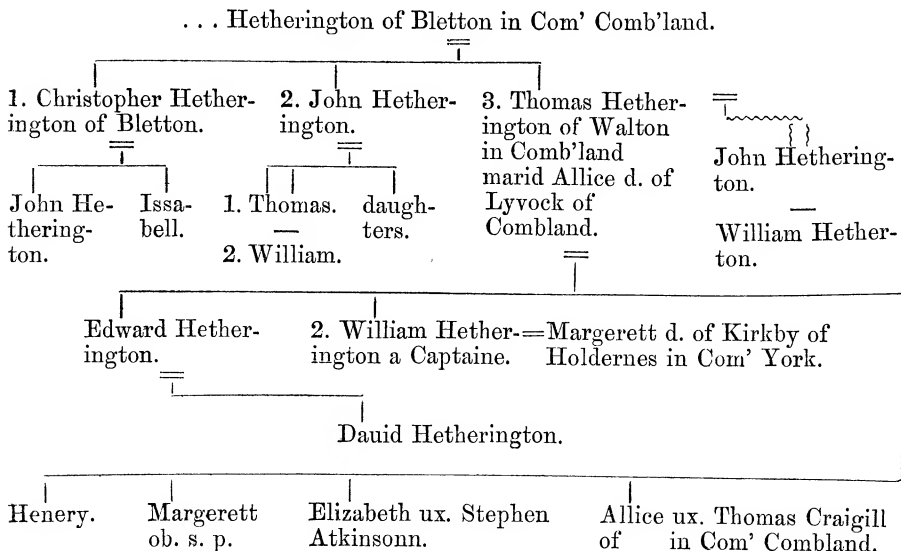 . . . Hetherington of Bletton in Com' Comb'land.
1. Christopher Hether-
ington of Bletton.
2. John Hether-
ington.
3. Thomas Hether-
ington of Walton
in Comb'land
marid Allice d. of
Lyvock of
Combland.
John Hethering-
ton.
—
William Hether-
ton.
John He-
thering-
ton.
Issa-
bell.
1. Thomas.
—
2. William.
daugh-
ters.
Edward Hether-
ington.
2. William Hether-
ington a Captaine.
=Margerett d. of Kirkby of
Holdernes in Com' York.
Dauid Hetherington.
Henery.
Margerett
ob. s. p.
Elizabeth ux. Stephen
Atkinsonn.
Allice ux. Thomas Craigill
of in Com' Combland.